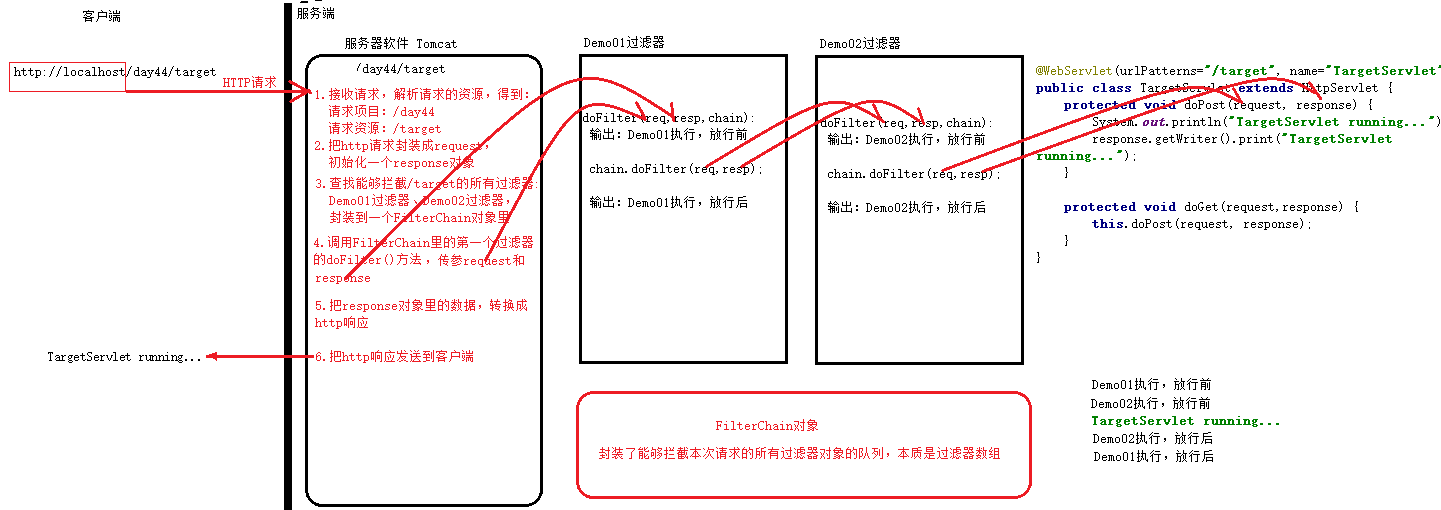 客户端
服务端
http://localhost/day44/target
HTTP请求
服务器软件 Tomcat
/day44/target
1.接收请求，解析请求的资源，得到：
请求项目：/day44
请求资源：/target
2.把http请求封装成request，
初始化一个response对象
3.查找能够拦截/target的所有过滤器：
Demo01过滤器、Demo02过滤器，
封装到一个FilterChain对象里
4.调用FilterChain里的第一个过滤器
的doFilter()方法，传参request和
response
5.把response对象里的数据，转换成
http响应
6.把http响应发送到客户端
TargetServlet running...
Demo01过滤器
doFilter(req,resp,chain):
输出：Demo01执行，放行前
chain.doFilter(req,resp);
输出：Demo01执行，放行后
Demo02过滤器
doFilter(req,resp,chain):
输出：Demo02执行，放行前
chain.doFilter(req,resp);
输出：Demo02执行，放行后
@WebServlet(urlPatterns="/target", name="TargetServlet"
public class TargetServlet extends HttpServlet {
protected void doPost(request, response) {
System.out.println("TargetServlet running...")
response.getWriter().print("TargetServlet
running...");
}
protected void doGet(request,response) {
this.doPost(request, response);
}
}
FilterChain对象
封装了能够拦截本次请求的所有过滤器对象的队列，本质是过滤器数组
Demo01执行，放行前
Demo02执行，放行前
TargetServlet running...
Demo02执行，放行后
Demo01执行，放行后